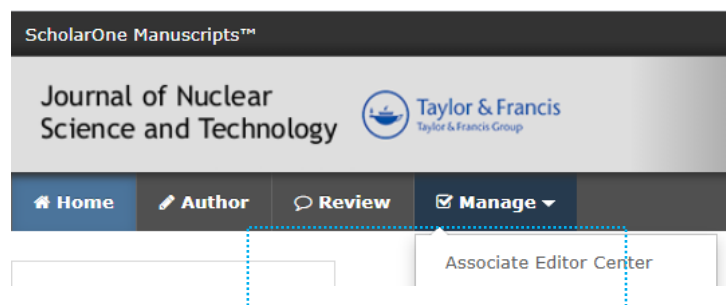 ScholarOne Manuscripts™
Journal of Nuclear
Science and Technology
Taylor & Francis
Taylor & Francis Group
Home Author Review Manage
Associate Editor Center